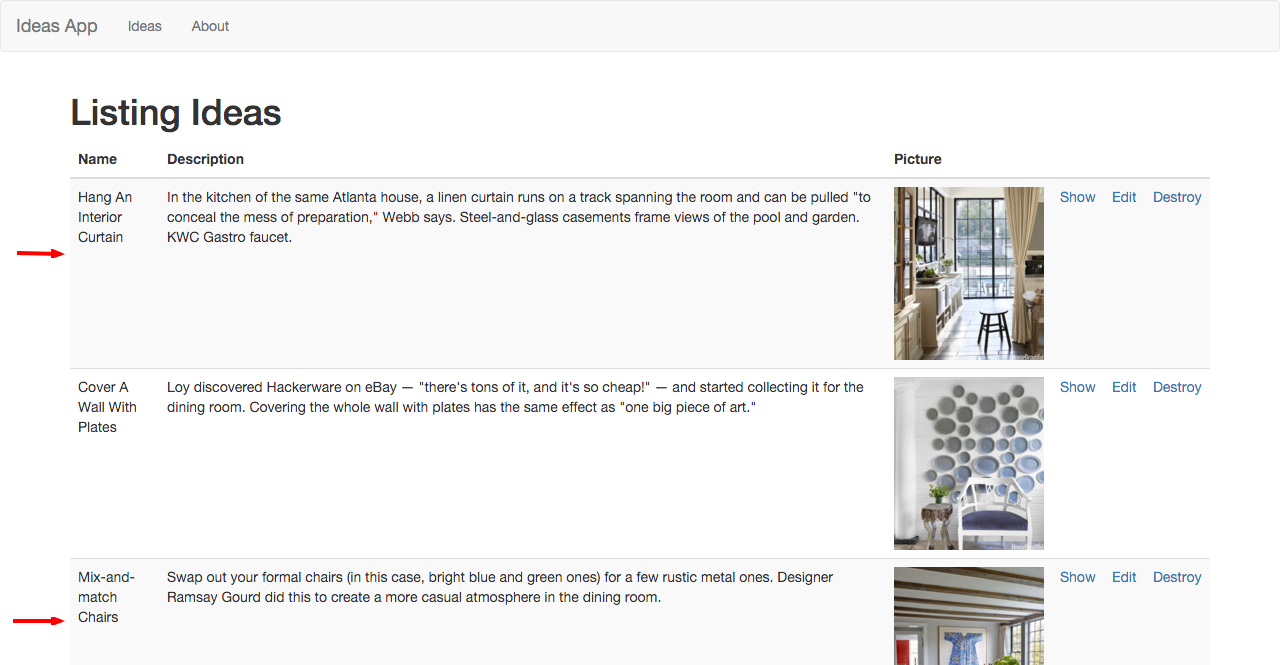 Ideas App Ideas About
Listing Ideas
Name Description Picture
Hang An
Interior
Curtain
In the kitchen of the same Atlanta house, a linen curtain runs on a track spanning the room and can be pulled "to
conceal the mess of preparation," Webb says. Steel-and-glass casements frame views of the pool and garden.
KWC Gastro faucet.
Show Edit Destroy
Cover A
Wall With
Plates
Loy discovered Hackerware on eBay — "there's tons of it, and it's so cheap!" — and started collecting it for the
dining room. Covering the whole wall with plates has the same effect as "one big piece of art."
Show Edit Destroy
Mix-and-
match
Chairs
Swap out your formal chairs (in this case, bright blue and green ones) for a few rustic metal ones. Designer
Ramsay Gourd did this to create a more casual atmosphere in the dining room.
Show Edit Destroy